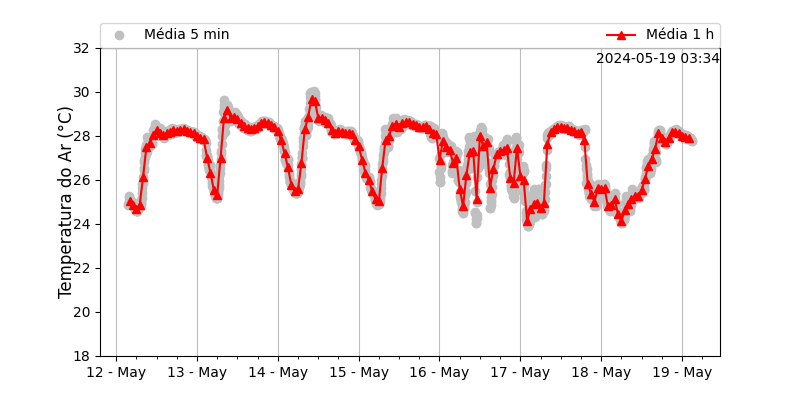 Média 5 min
Média 1 h
2024-05-19 03:34
Temperatura do Ar (°C)
32
30
28
26
24
22
20
18
12 - May
13 - May
14 - May
15 - May
16 - May
17 - May
18 - May
19 - May